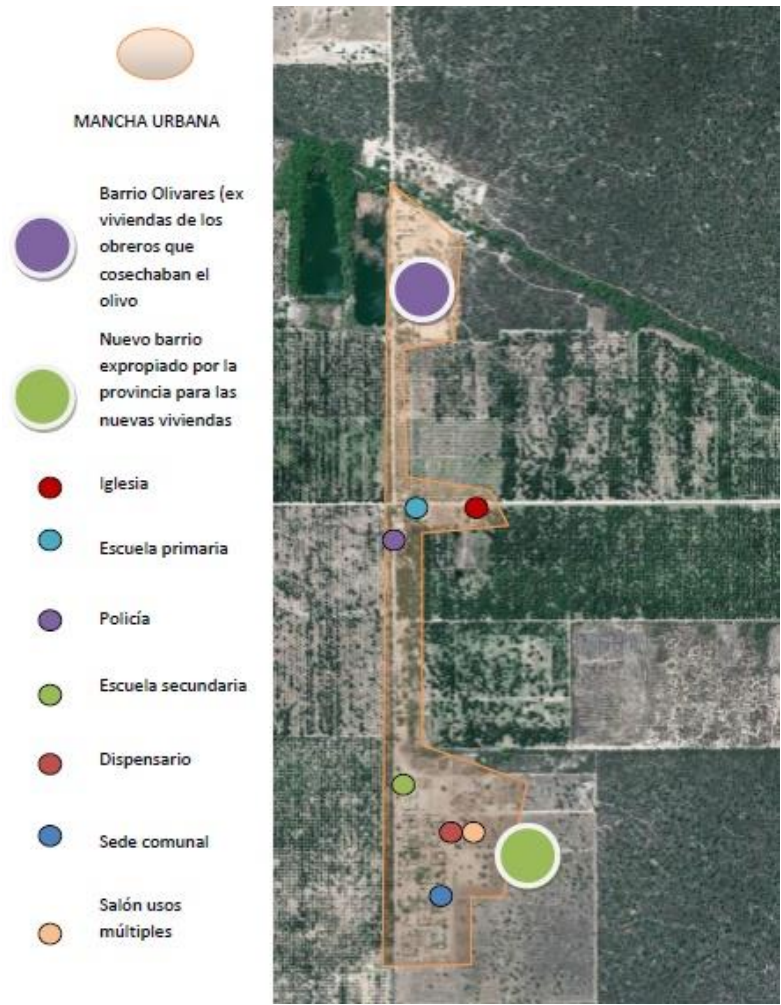 MANCHA URBANA
Barrio Olivares (ex
viviendas de los
obreros que
cosechaban el
olivo
Nuevo barrio
expropiado por la
provincia para las
nuevas viviendas
Iglesia
Escuela primaria
Policía
Escuela secundaria
Dispensario
Sede comunal
Salón usos
múltiples